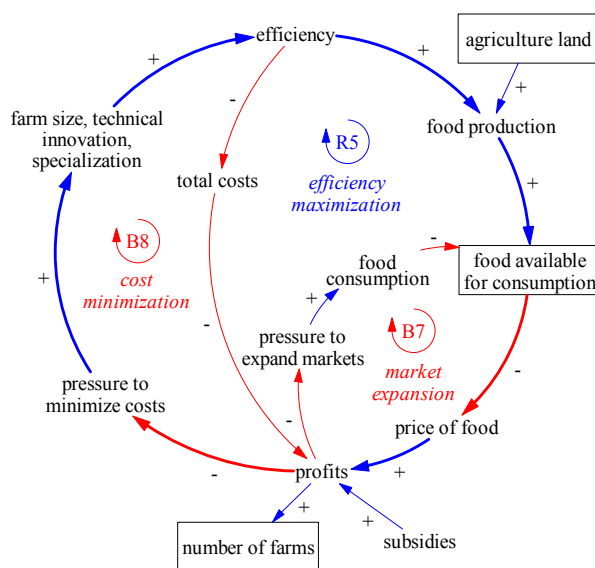 efficiency
agriculture land
+
+
+
-
farm size, technical
innovation,
specialization
food production
R5
efficiency
maximization
total costs
+
B8
cost
minimization
-
food
consumption
food available
for consumption
+
+
-
pressure to
expand markets
B7
market
expansion
-
-
pressure to
minimize costs
price of food
-
-
profits
+
+
+
number of farms
subsidies